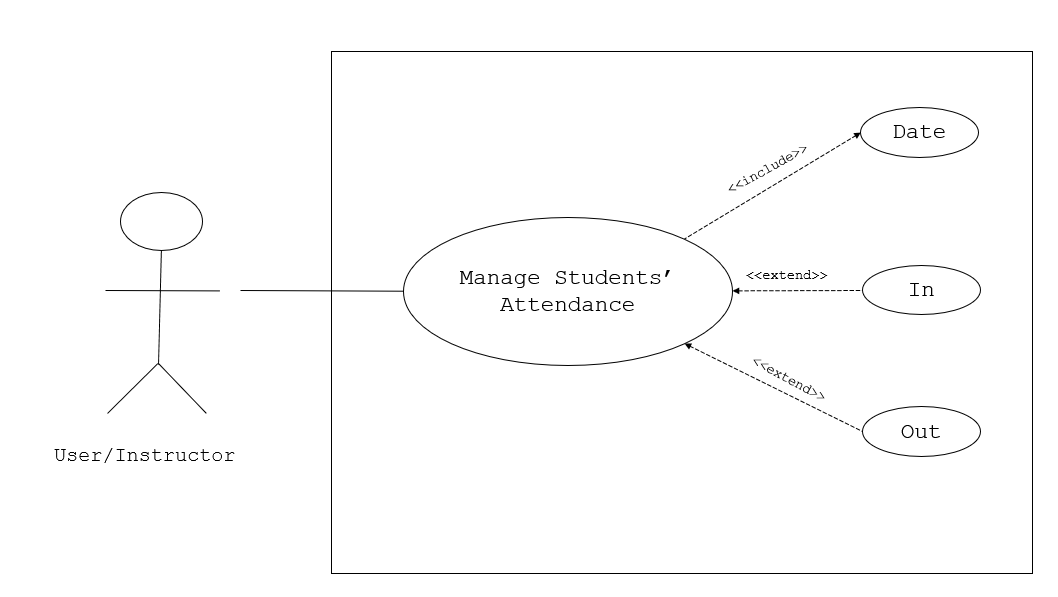 Date
<<include>>
Manage Students’
Attendance
<<extend>>
In
<<extend>>
Out
User/Instructor